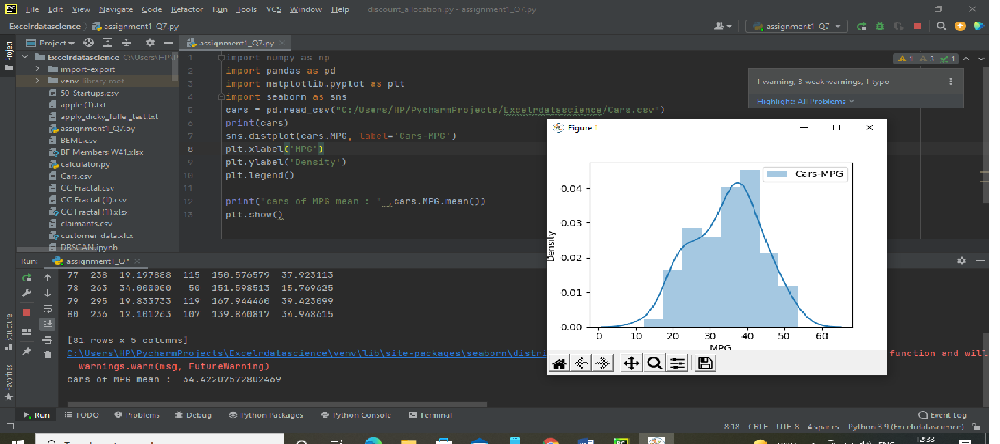 File Edit View Navigate Code Refactor Run Tools VCS Window Help discount_allocation.py - assignment1_Q7.py
Excelrdatascience assignment1_Q7.py
assignment1_Q7
Project
assignment1_Q7.py
Project
Excelrdatascience C:\Users\HP\P
import-export
venv library root
50_Startups.csv
apple (1).txt
apply_dicky_fuller_test.txt
assignment1_Q7.py
BEML.csv
BF Members W41.xlsx
calculator.py
Cars.csv
CC Fractal.csv
CC Fractal (1).csv
CC Fractal (1).xlsx
claimants.csv
customer_data.xlsx
DBSCAN.ipynb
1 import numpy as np
2 import pandas as pd
3 import matplotlib.pyplot as plt
4 import seaborn as sns
5 cars = pd.read_csv("C:/Users/HP/PycharmProjects/Excelrdatascience/Cars.csv")
6 print(cars)
7 sns.distplot(cars.MPG, label='Cars-MPG')
8 plt.xlabel('MPG')
9 plt.ylabel('Density')
10 plt.legend()
11
12 print("cars of MPG mean : " ,cars.MPG.mean())
13 plt.show()
1 3 1
1 warning, 3 weak warnings, 1 typo
Highlight: All Problems
Figure 1
Cars-MPG
0.04
0.03
0.02
0.01
0.00
Density
0 10 20 30 40 50 60
MPG
Run: assignment1_Q7
77 238 19.197888 115 150.576579 37.923113
78 263 34.000000 50 151.598513 15.769625
79 295 19.833733 119 167.944460 39.423099
80 236 12.101263 107 139.840817 34.948615
[81 rows x 5 columns]
C:\Users\HP\PycharmProjects\Excelrdatascience\venv\lib\site-packages\seaborn\distri function and will
warnings.warn(msg, FutureWarning)
cars of MPG mean : 34.42207572802469
Structure
Favorites
Run TODO Problems Debug Python Packages Python Console Terminal Event Log
8:18 CRLF UTF-8 4 spaces Python 3.9 (Excelrdatascience)
Type here to search
ENG
12:33